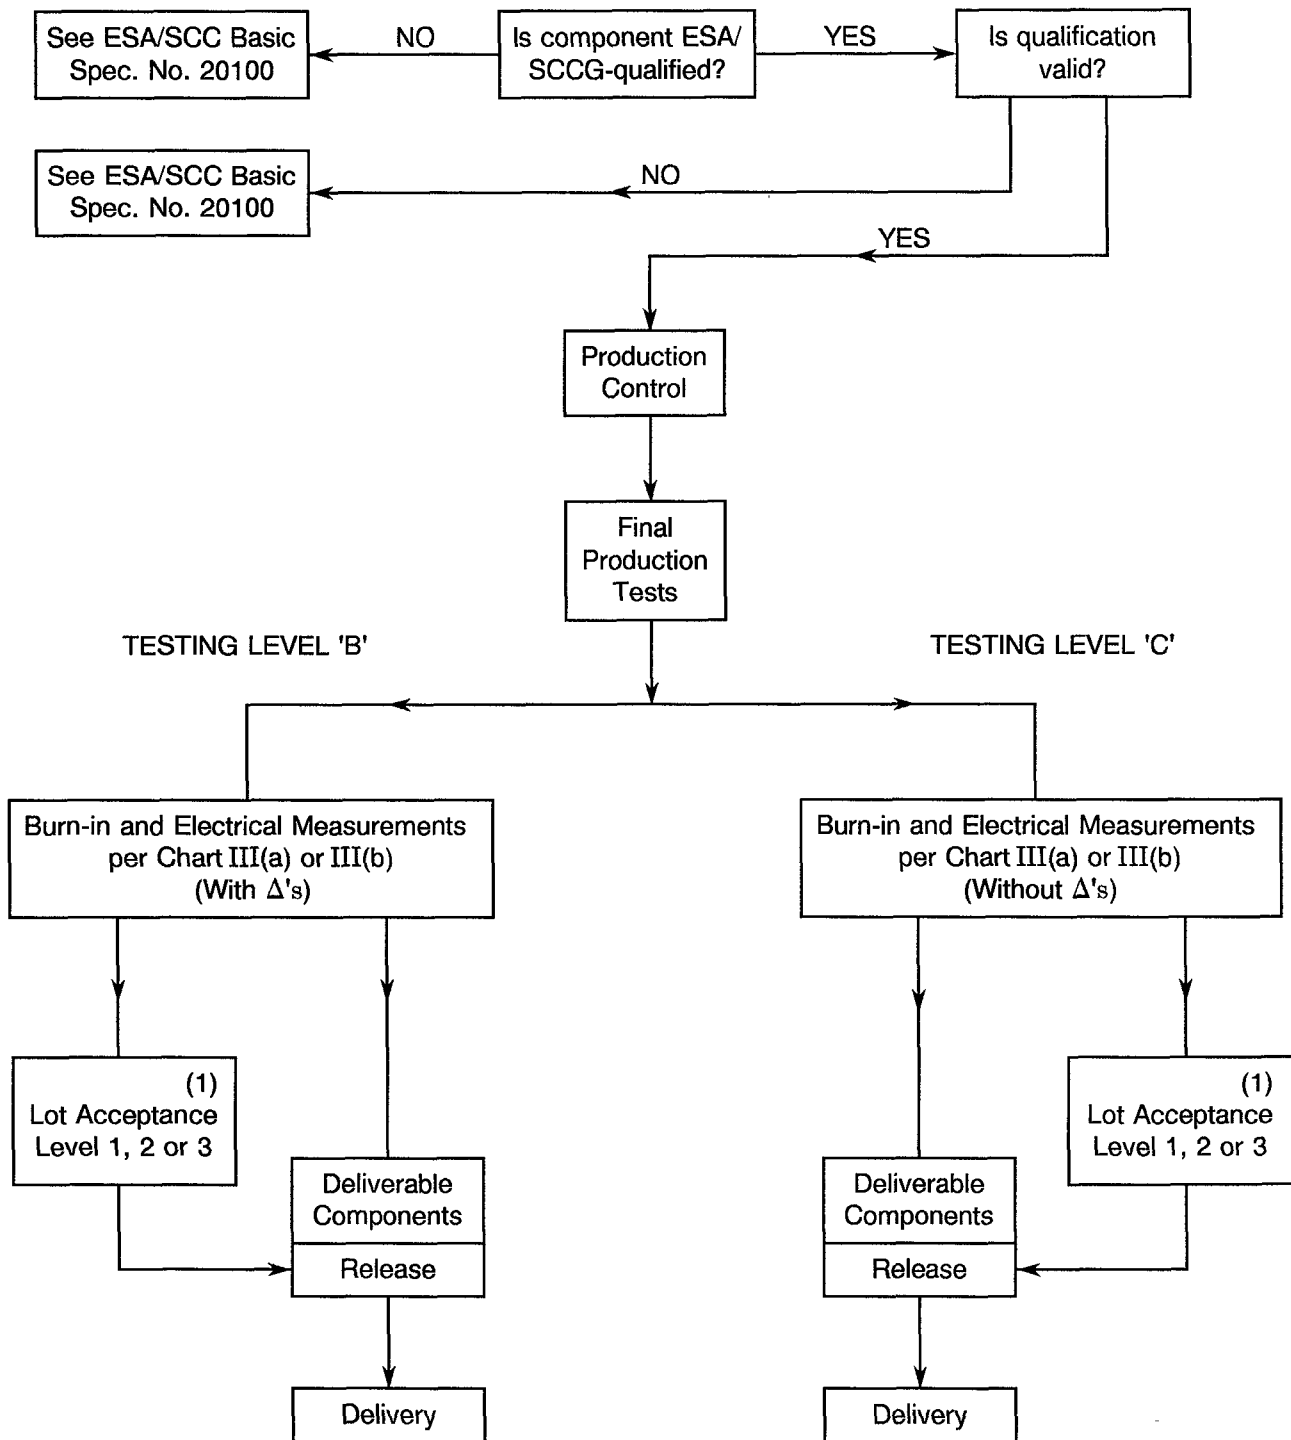 See ESA/SCC Basic
Spec. No. 20100
NO
Is component ESA/
SCCG-qualified?
YES
Is qualification
valid?
See ESA/SCC Basic
Spec. No. 20100
NO
YES
Production
Control
Final
Production
Tests
TESTING LEVEL 'B'
TESTING LEVEL 'C'
Burn-in and Electrical Measurements
per Chart III(a) or III(b)
(With Δ's)
Burn-in and Electrical Measurements
per Chart III(a) or III(b)
(Without Δ's)
(1)
Lot Acceptance
Level 1, 2 or 3
Deliverable
Components
Release
Deliverable
Components
Release
(1)
Lot Acceptance
Level 1, 2 or 3
Delivery
Delivery